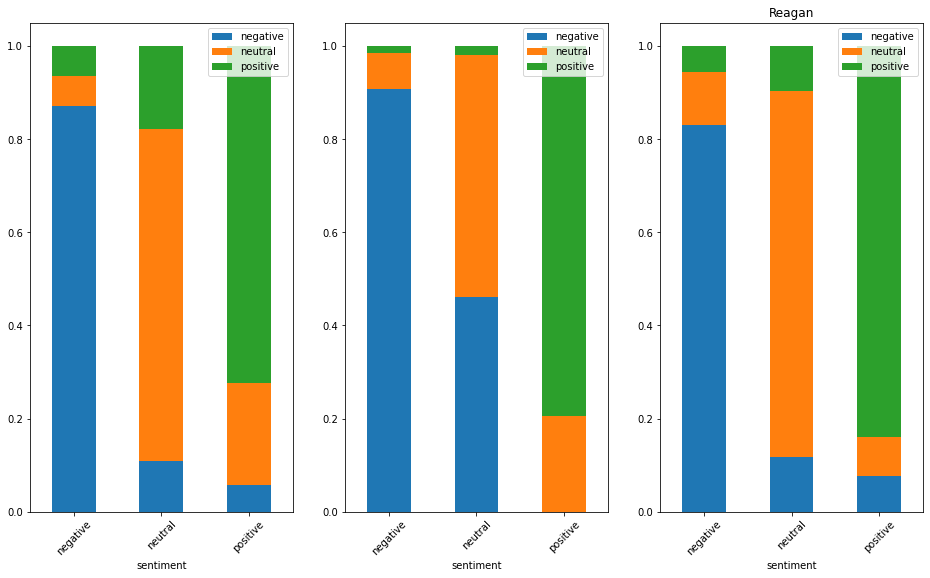 Reagan
1.0
0.8
0.6
0.4
0.2
0.0
negative
neutral
positive
negative
neutral
positive
sentiment
1.0
0.8
0.6
0.4
0.2
0.0
negative
neutral
positive
negative
neutral
positive
sentiment
1.0
0.8
0.6
0.4
0.2
0.0
negative
neutral
positive
negative
neutral
positive
sentiment